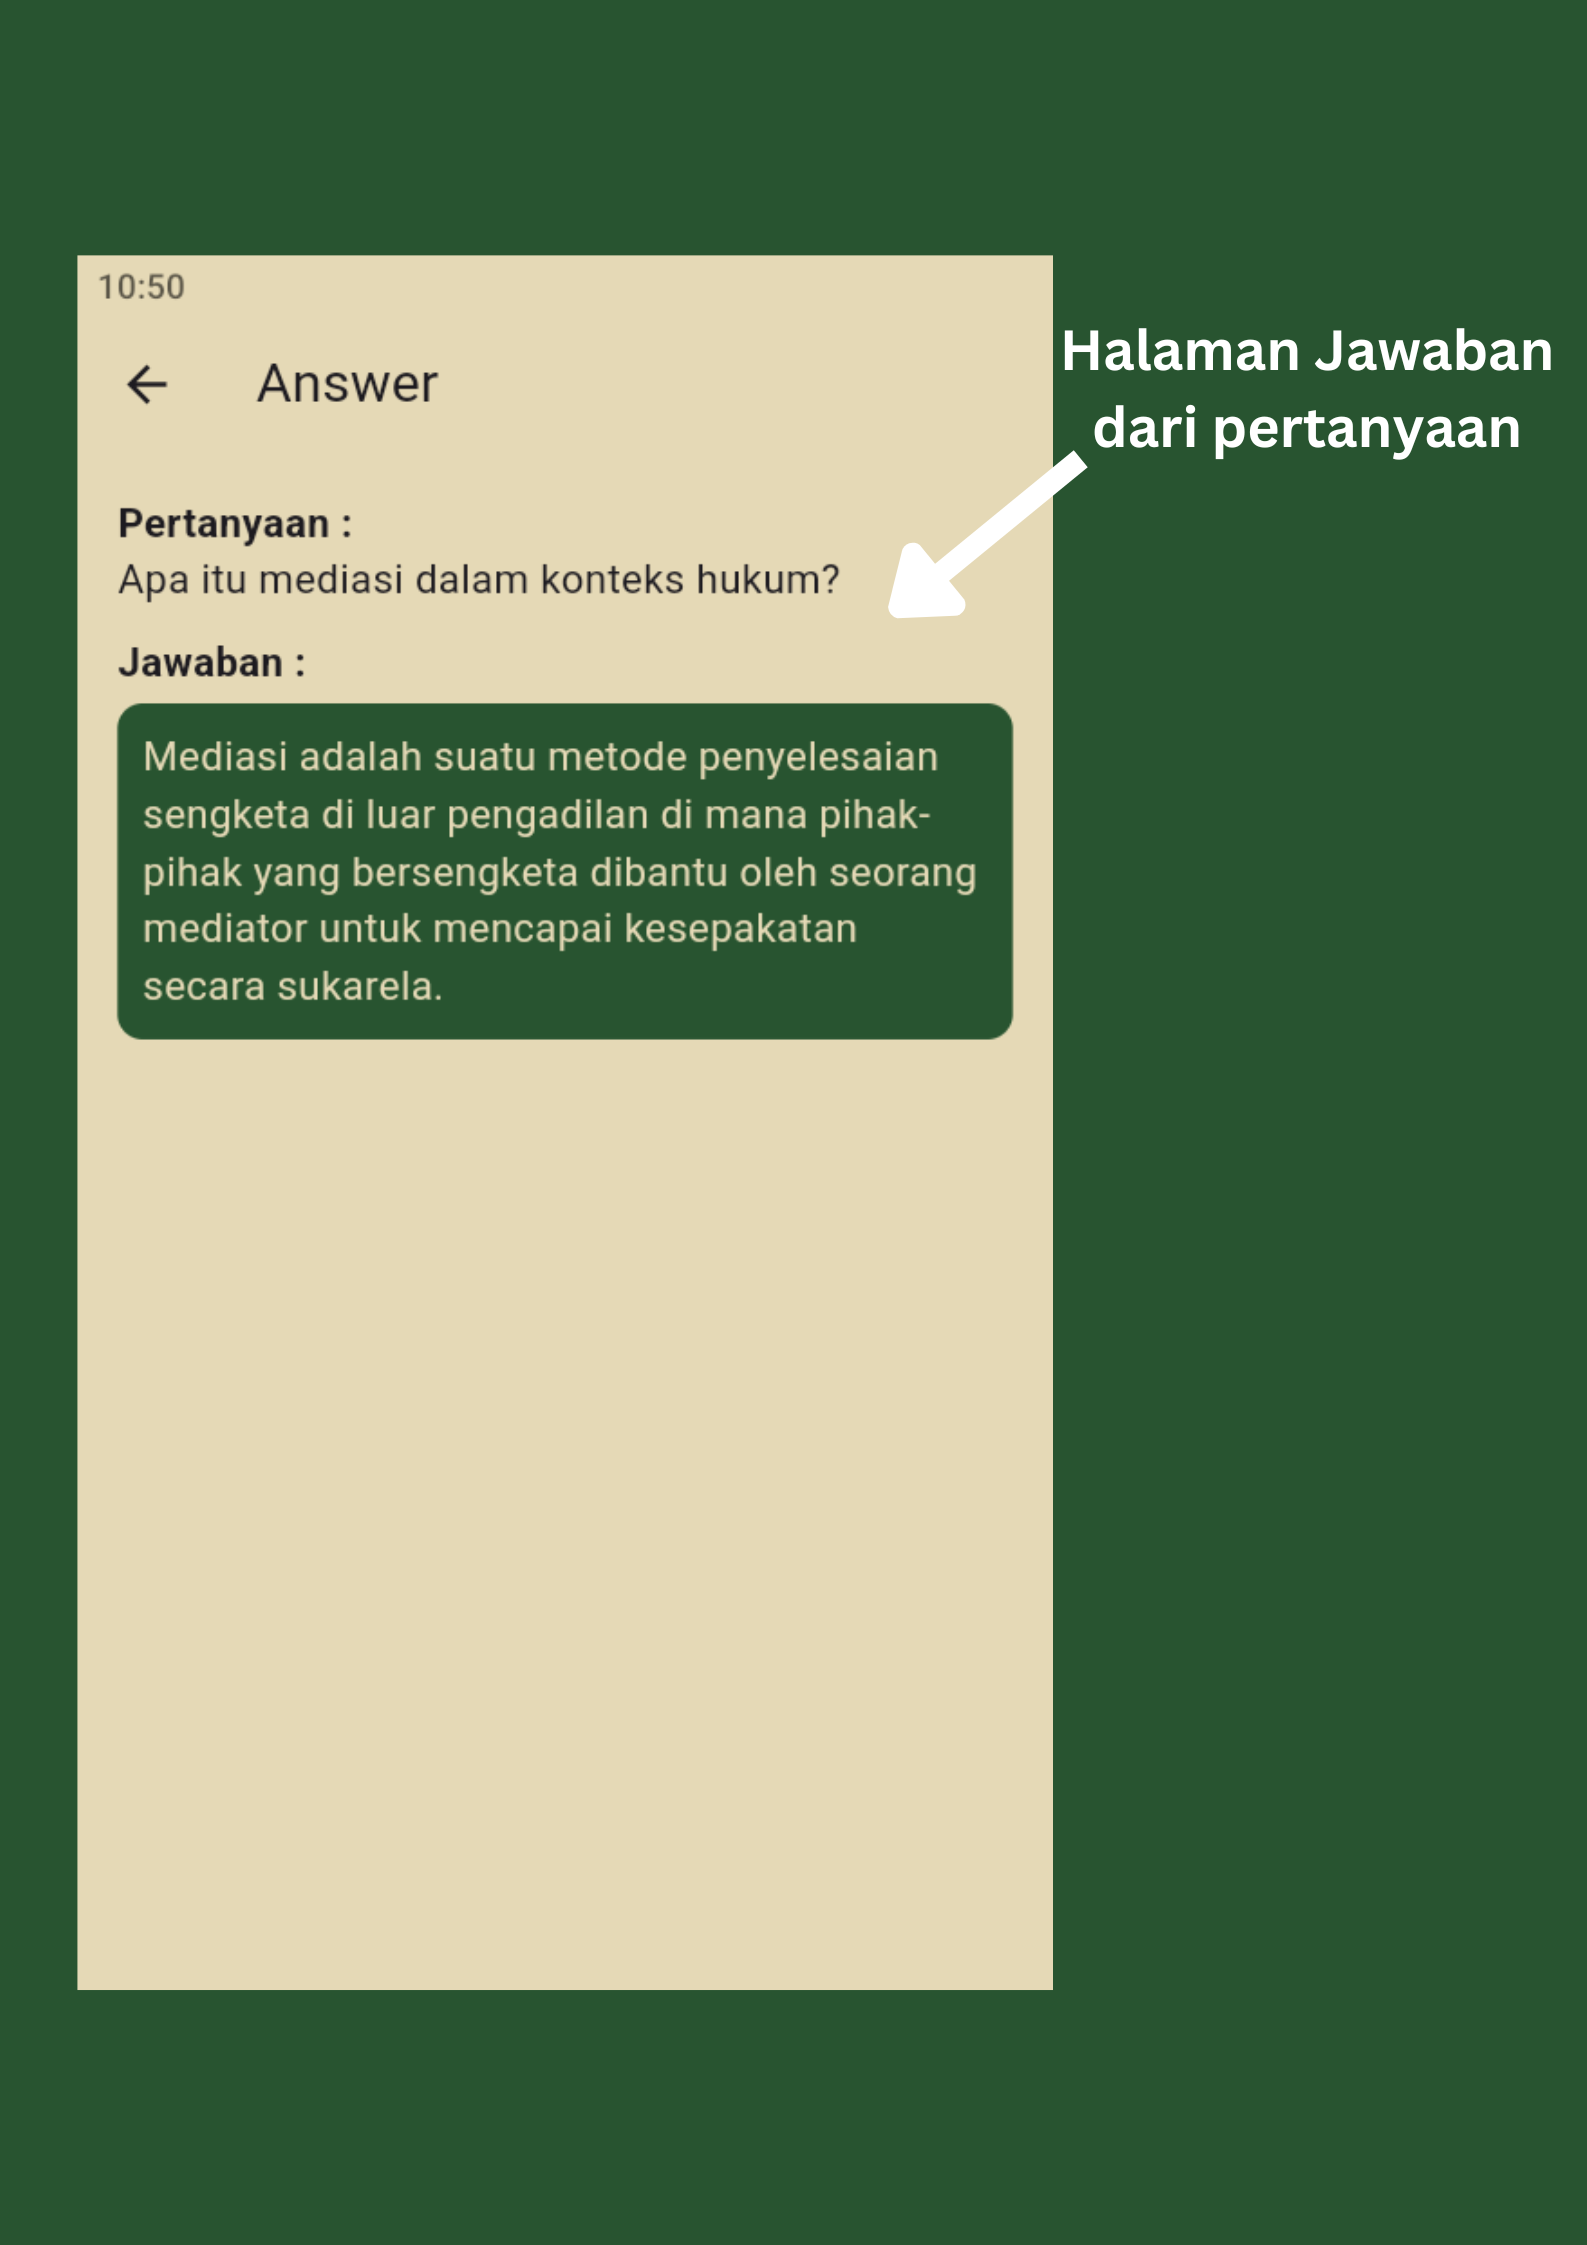 10:50
Answer
Halaman Jawaban
dari pertanyaan
Pertanyaan :
Apa itu mediasi dalam konteks hukum?
Jawaban :
Mediasi adalah suatu metode penyelesaian
sengketa di luar pengadilan di mana pihak-
pihak yang bersengketa dibantu oleh seorang
mediator untuk mencapai kesepakatan
secara sukarela.